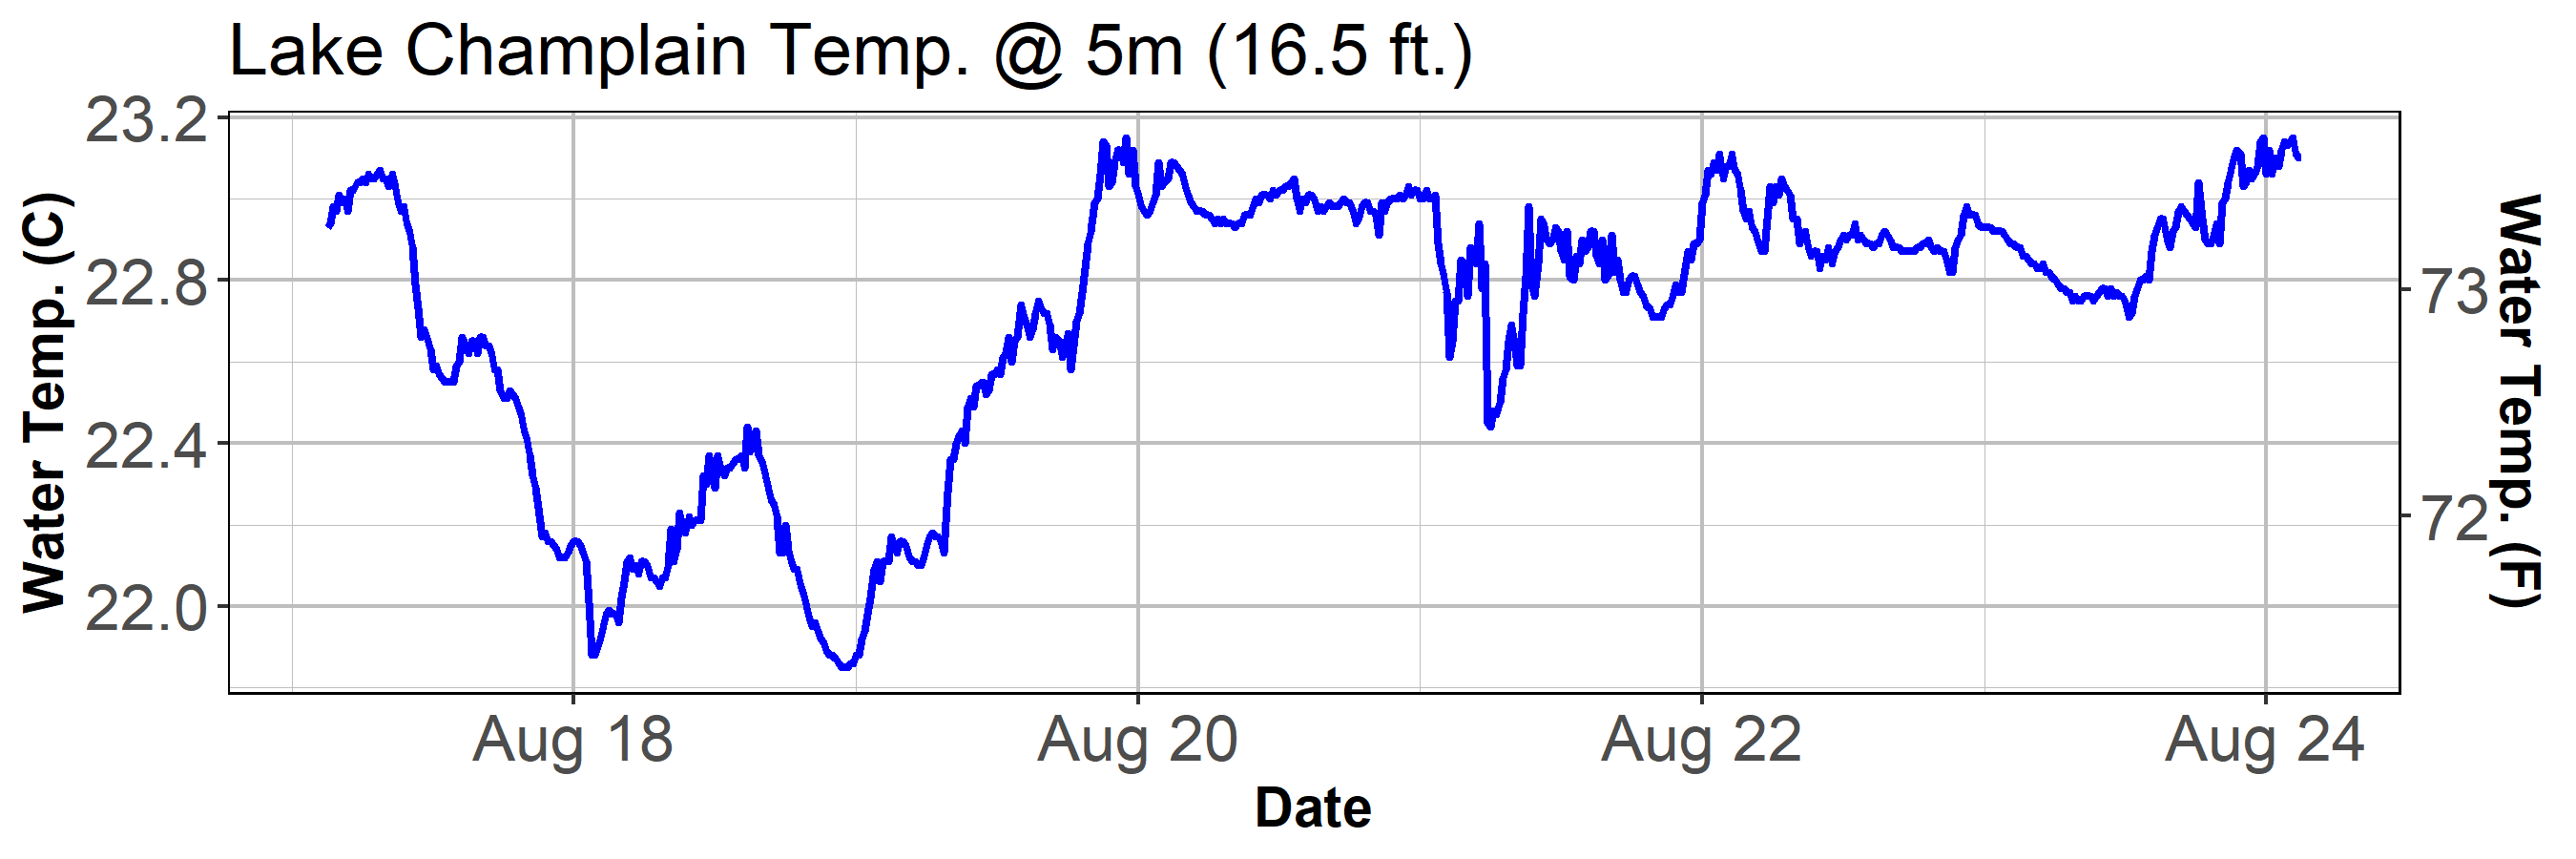 Lake Champlain Temp. @ 5m (16.5 ft.)
Water Temp. (C)
23.2
22.8
22.4
22.0
73
72
Water Temp. (F)
Aug 18
Aug 20
Aug 22
Aug 24
Date